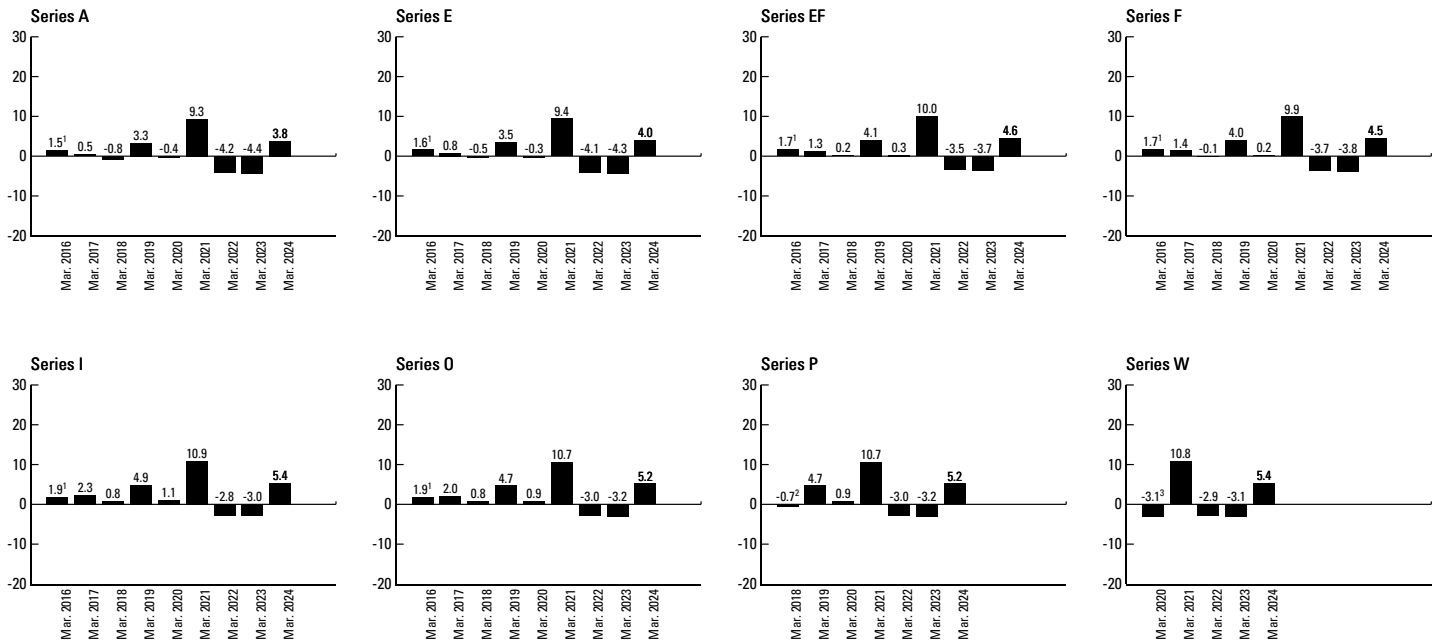 Series A
30
20
10
0
-10
-20
1.5¹ 0.5 -0.8 3.3 -0.4 9.3 -4.2 -4.4 3.8
Mar. 2016 Mar. 2017 Mar. 2018 Mar. 2019 Mar. 2020 Mar. 2021 Mar. 2022 Mar. 2023 Mar. 2024
Series E
30
20
10
0
-10
-20
1.6¹ 0.8 -0.5 3.5 -0.3 9.4 -4.1 -4.3 4.0
Mar. 2016 Mar. 2017 Mar. 2018 Mar. 2019 Mar. 2020 Mar. 2021 Mar. 2022 Mar. 2023 Mar. 2024
Series EF
30
20
10
0
-10
-20
1.7¹ 1.3 0.2 4.1 0.3 10.0 -3.5 -3.7 4.6
Mar. 2016 Mar. 2017 Mar. 2018 Mar. 2019 Mar. 2020 Mar. 2021 Mar. 2022 Mar. 2023 Mar. 2024
Series F
30
20
10
0
-10
-20
1.7¹ 1.4 -0.1 4.0 0.2 9.9 -3.7 -3.8 4.5
Mar. 2016 Mar. 2017 Mar. 2018 Mar. 2019 Mar. 2020 Mar. 2021 Mar. 2022 Mar. 2023 Mar. 2024
Series I
30
20
10
0
-10
-20
1.9¹ 2.3 0.8 4.9 1.1 10.9 -2.8 -3.0 5.4
Mar. 2016 Mar. 2017 Mar. 2018 Mar. 2019 Mar. 2020 Mar. 2021 Mar. 2022 Mar. 2023 Mar. 2024
Series O
30
20
10
0
-10
-20
1.9¹ 2.0 0.8 4.7 0.9 10.7 -3.0 -3.2 5.2
Mar. 2016 Mar. 2017 Mar. 2018 Mar. 2019 Mar. 2020 Mar. 2021 Mar. 2022 Mar. 2023 Mar. 2024
Series P
30
20
10
0
-10
-20
-0.7² 4.7 0.9 10.7 -3.0 -3.2 5.2
Mar. 2018 Mar. 2019 Mar. 2020 Mar. 2021 Mar. 2022 Mar. 2023 Mar. 2024
Series W
30
20
10
0
-10
-20
-3.1³ 10.8 -2.9 -3.1 5.4
Mar. 2020 Mar. 2021 Mar. 2022 Mar. 2023 Mar. 2024